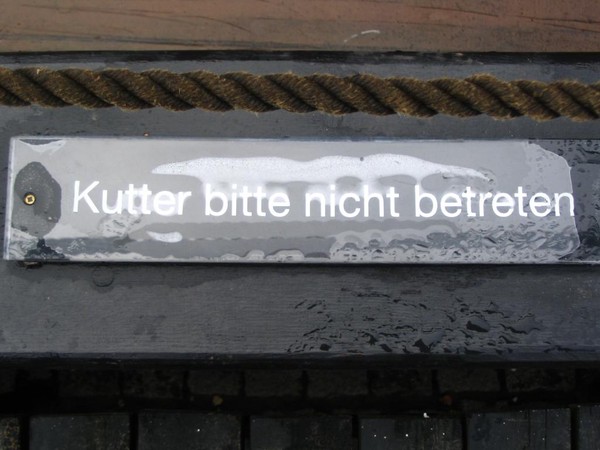 Kutter bitte nicht betreten